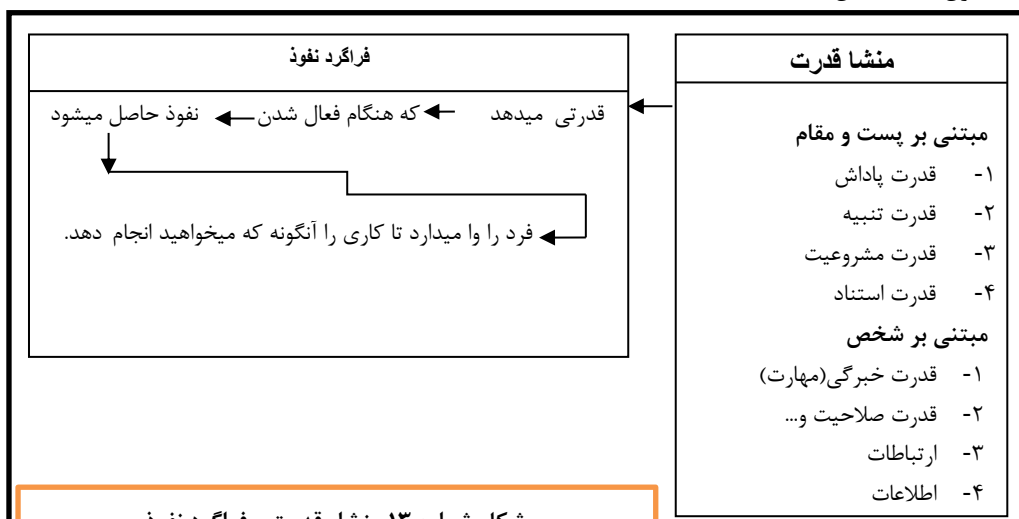 منشا قدرت
مبتنی بر پست و مقام
۱- قدرت پاداش
۲- قدرت تنبیه
۳- قدرت مشروعیت
۴- قدرت استناد
مبتنی بر شخص
۱- قدرت خبرگی(مهارت)
۲- قدرت صلاحیت و...
۳- ارتباطات
۴- اطلاعات
فراگرد نفوذ
قدرتی میدهد که هنگام فعال شدن نفوذ حاصل میشود
فرد را وا میدارد تا کاری را آنگونه که میخواهید انجام دهد.